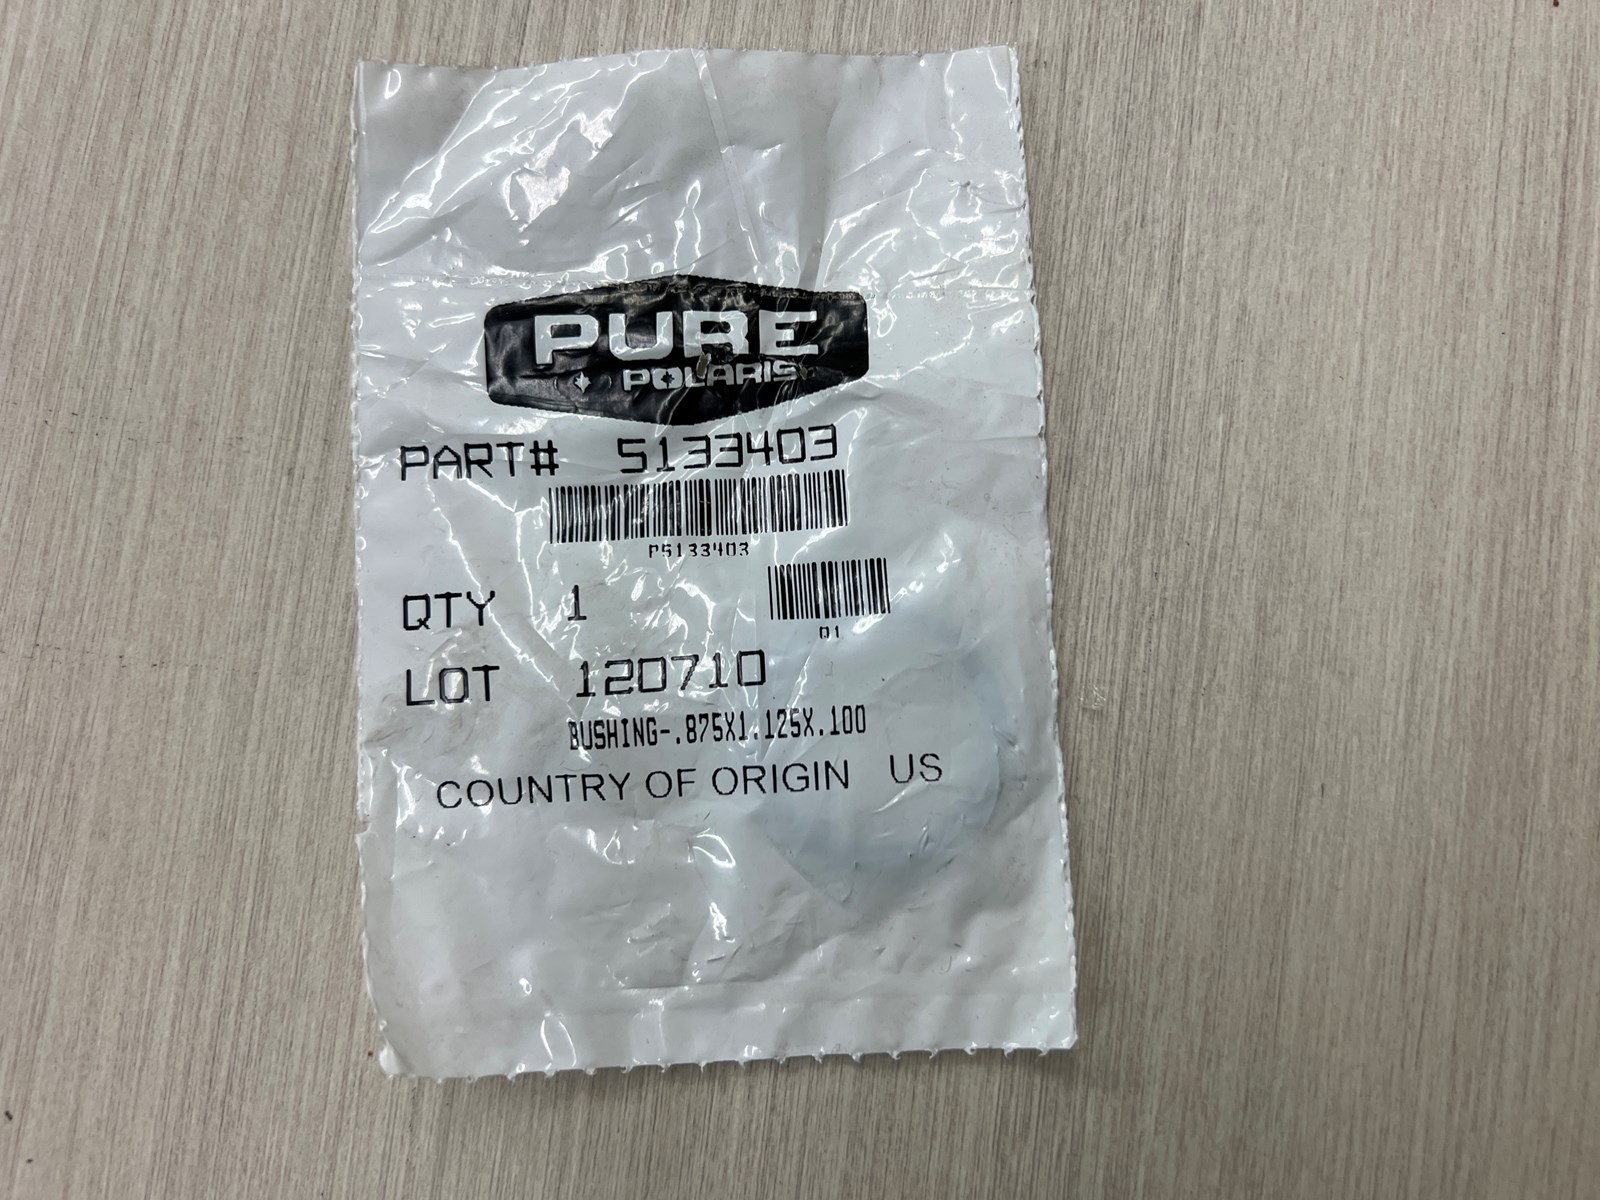 PURE
POLARIS
PART# 5133403
P5133403
QTY 1
01
LOT 120710
BUSHING-.875X1.125X.100
COUNTRY OF ORIGIN US